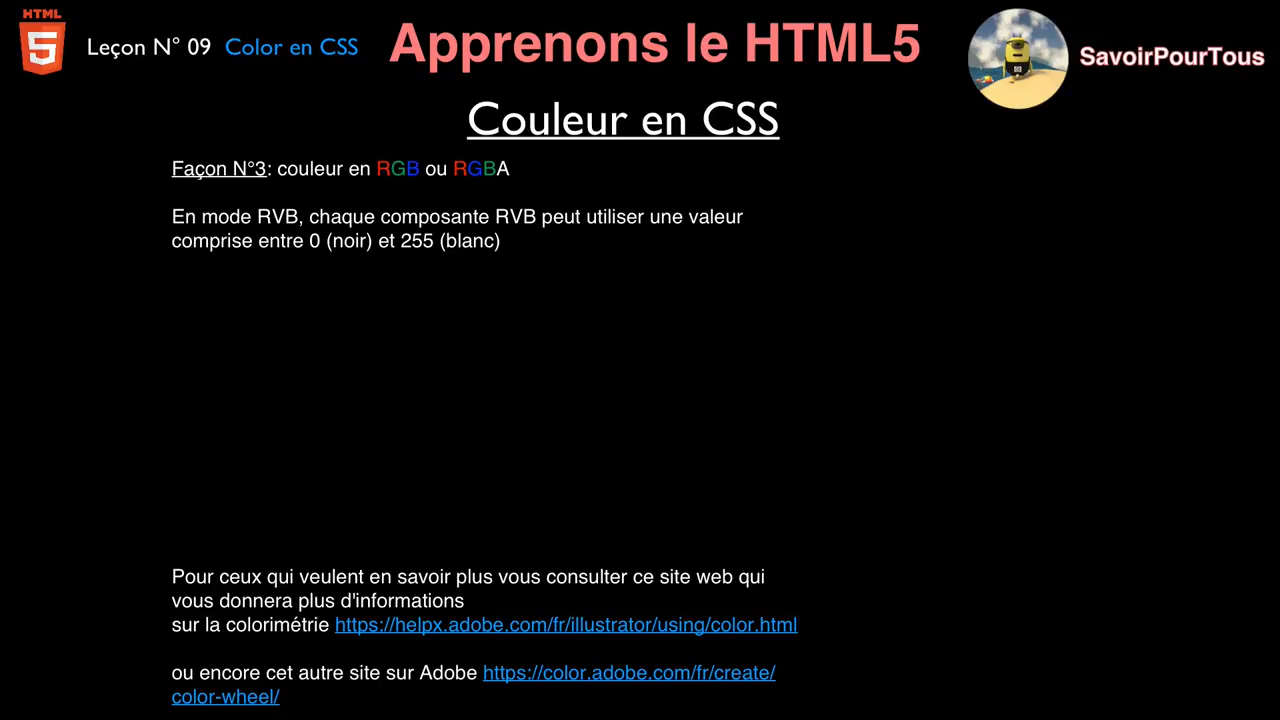 HTML
5
Leçon N° 09 Color en CSS
Apprenons le HTML5
SavoirPourTous
Couleur en CSS
Façon N°3: couleur en RGB ou RGBA
En mode RVB, chaque composante RVB peut utiliser une valeur
comprise entre 0 (noir) et 255 (blanc)
Pour ceux qui veulent en savoir plus vous consulter ce site web qui
vous donnera plus d'informations
sur la colorimétrie https://helpx.adobe.com/fr/illustrator/using/color.html
ou encore cet autre site sur Adobe https://color.adobe.com/fr/create/
color-wheel/